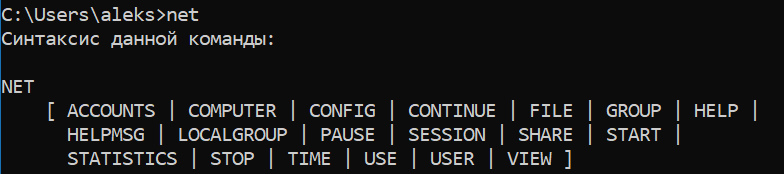 C:\Users\aleks>net
Синтаксис данной команды:
NET
[ ACCOUNTS | COMPUTER | CONFIG | CONTINUE | FILE | GROUP | HELP |
HELPMSG | LOCALGROUP | PAUSE | SESSION | SHARE | START |
STATISTICS | STOP | TIME | USE | USER | VIEW ]